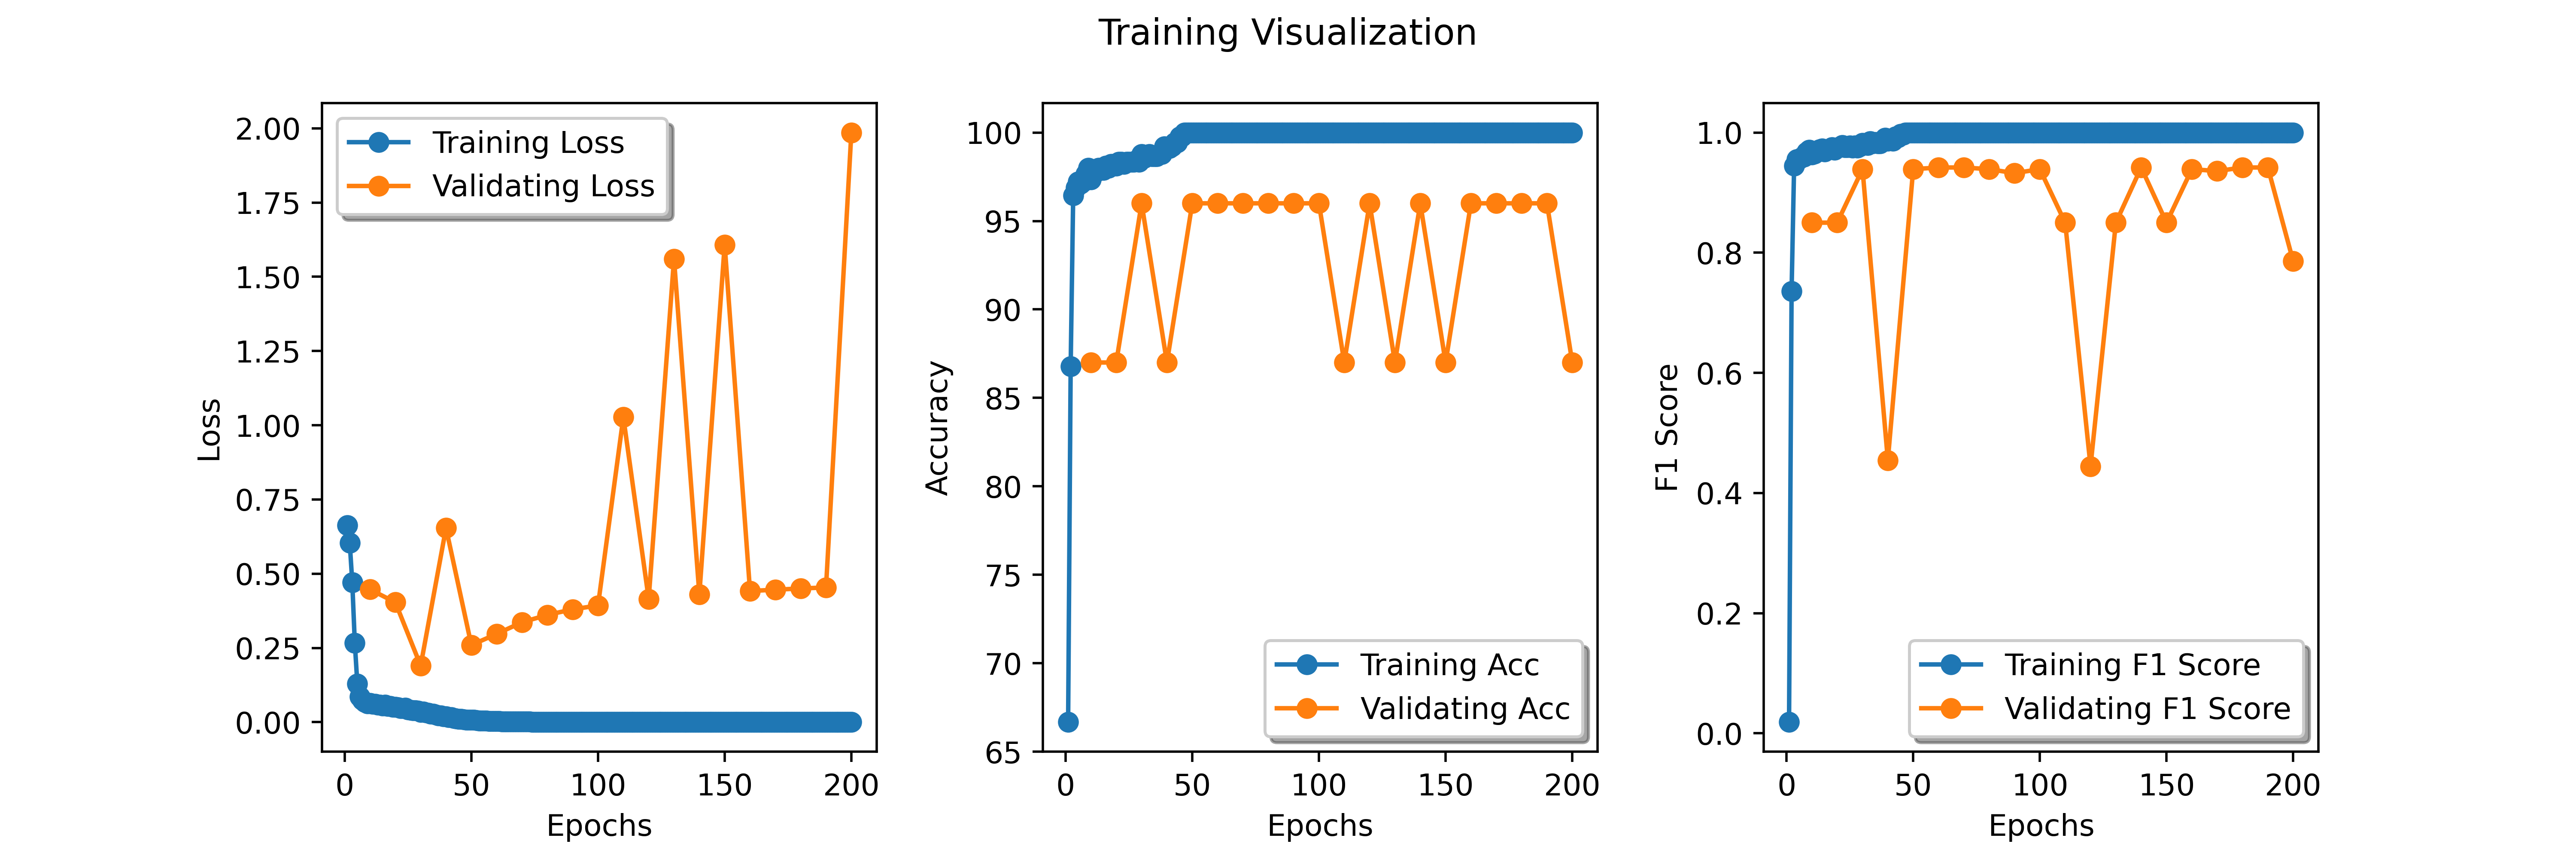 Training Visualization
2.00
1.75
1.50
1.25
1.00
0.75
0.50
0.25
0.00
Loss
Training Loss
Validating Loss
0 50 100 150 200
Epochs
100
95
90
85
80
75
70
65
Accuracy
Training Acc
Validating Acc
0 50 100 150 200
Epochs
1.0
0.8
0.6
0.4
0.2
0.0
F1 Score
Training F1 Score
Validating F1 Score
0 50 100 150 200
Epochs